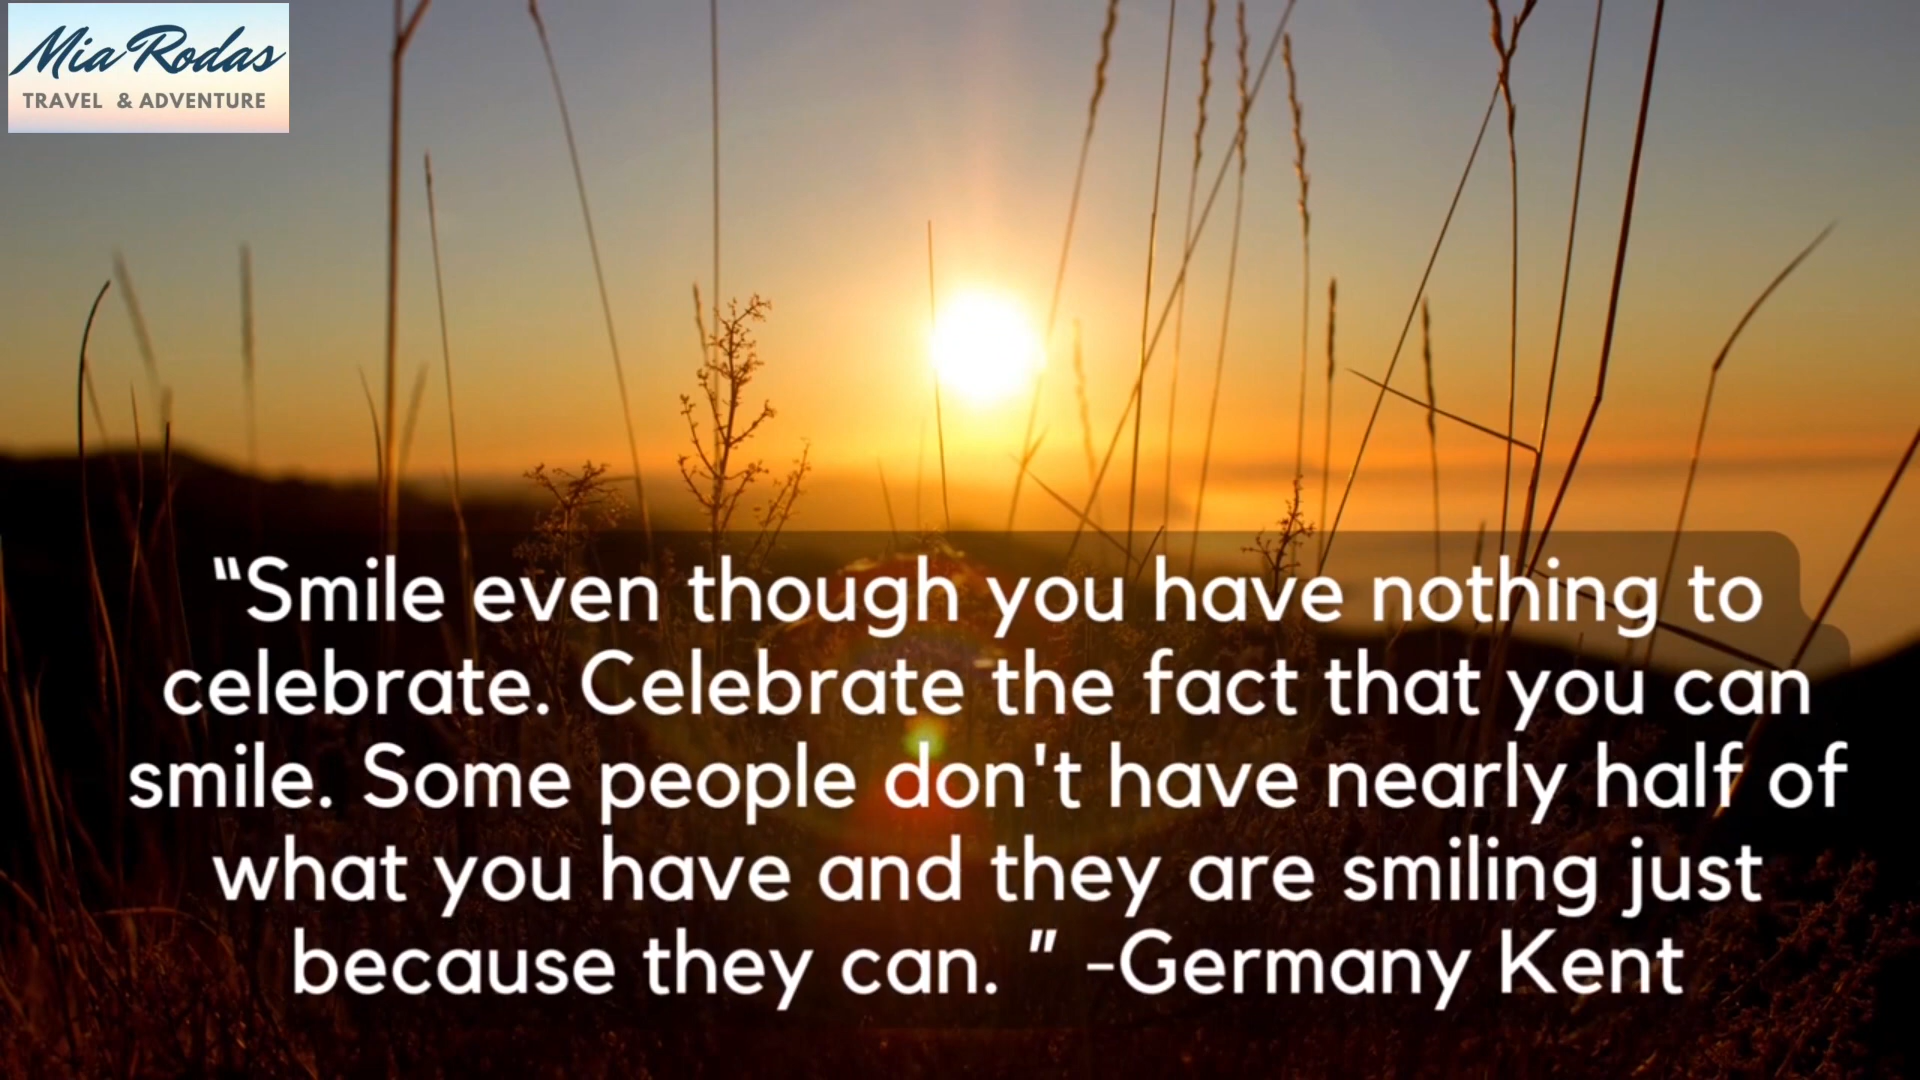 Mia Rodas
TRAVEL & ADVENTURE
“Smile even though you have nothing to
celebrate. Celebrate the fact that you can
smile. Some people don't have nearly half of
what you have and they are smiling just
because they can. ” -Germany Kent